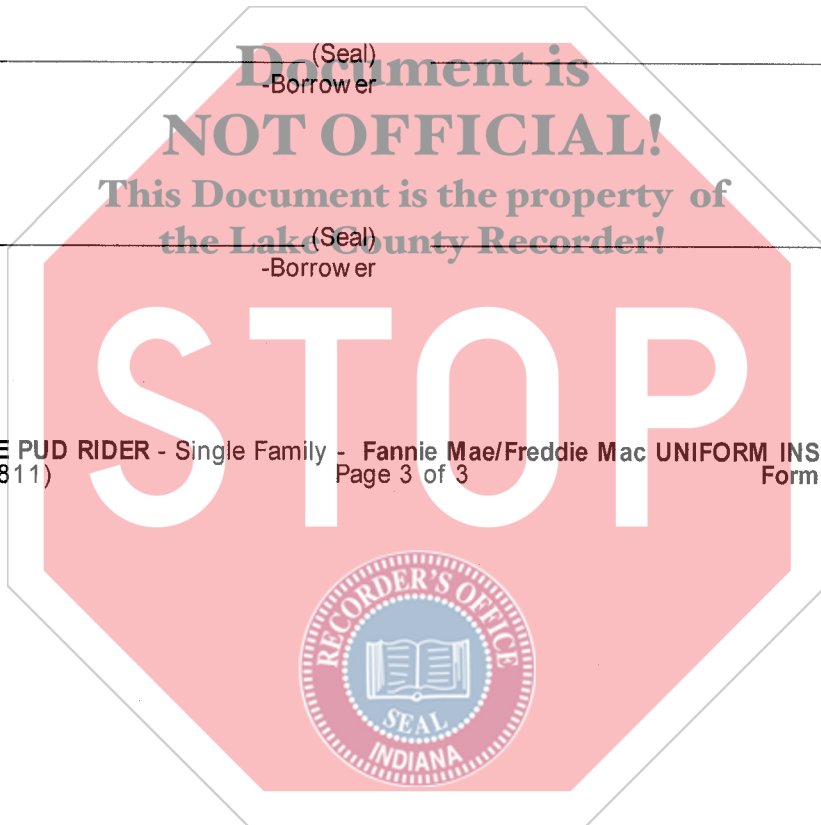 (Seal)
-Borrower
Document is
NOT OFFICIAL!
This Document is the property of
the Lake County Recorder!
(Seal)
-Borrower
STOP
E PUD RIDER - Single Family - Fannie Mae/Freddie Mac UNIFORM INS
811) Page 3 of 3 Form
RECORDER'S OFFICE
SEAL
INDIANA